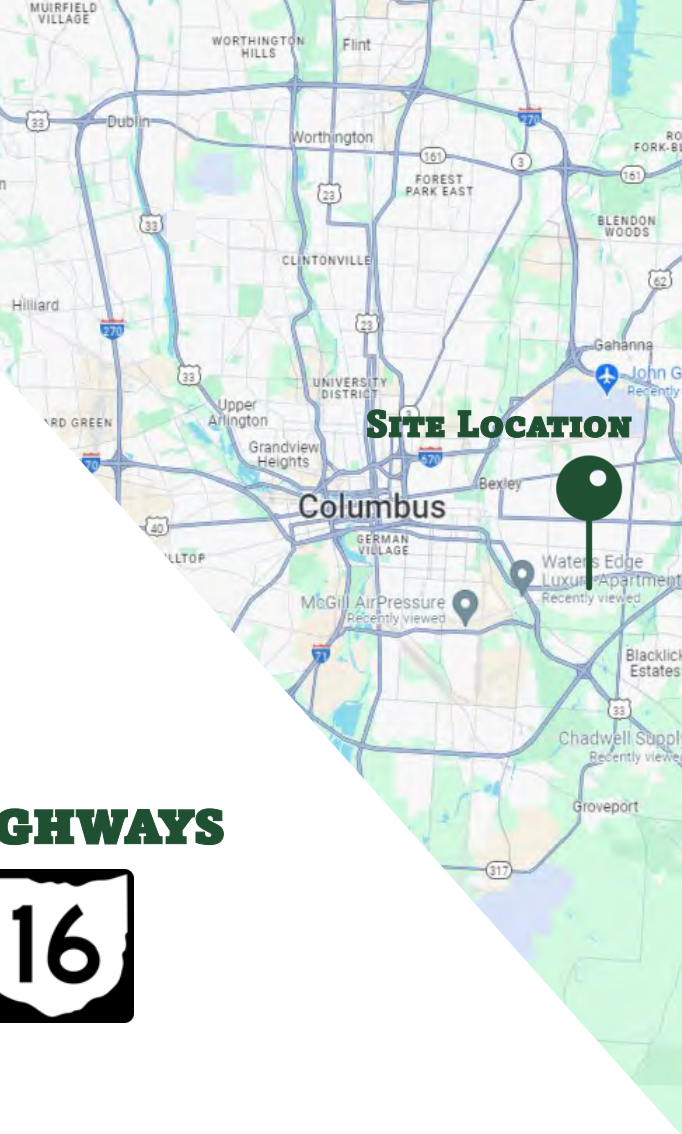 MUIRFIELD
VILLAGE
WORTHINGTON
HILLS
Flint
33
Dublin
270
Worthington
161
3
161
FOREST
PARK EAST
23
33
BLENDON
WOODS
CLINTONVILLE
62
Hilliard
270
23
Gahanna
33
UNIVERSITY
DISTRICT
John G
Recently
Upper
Arlington
3
SITE LOCATION
RD GREEN
Grandview
Heights
70
670
Bexley
Columbus
40
GERMAN
VILLAGE
LLTOP
Waters Edge
Luxury Apartment
Recently viewed
McGill AirPressure
Recently viewed
71
Blacklick
Estates
33
Chadwell Supply
Recently viewe
Groveport
GHWAYS
317
16